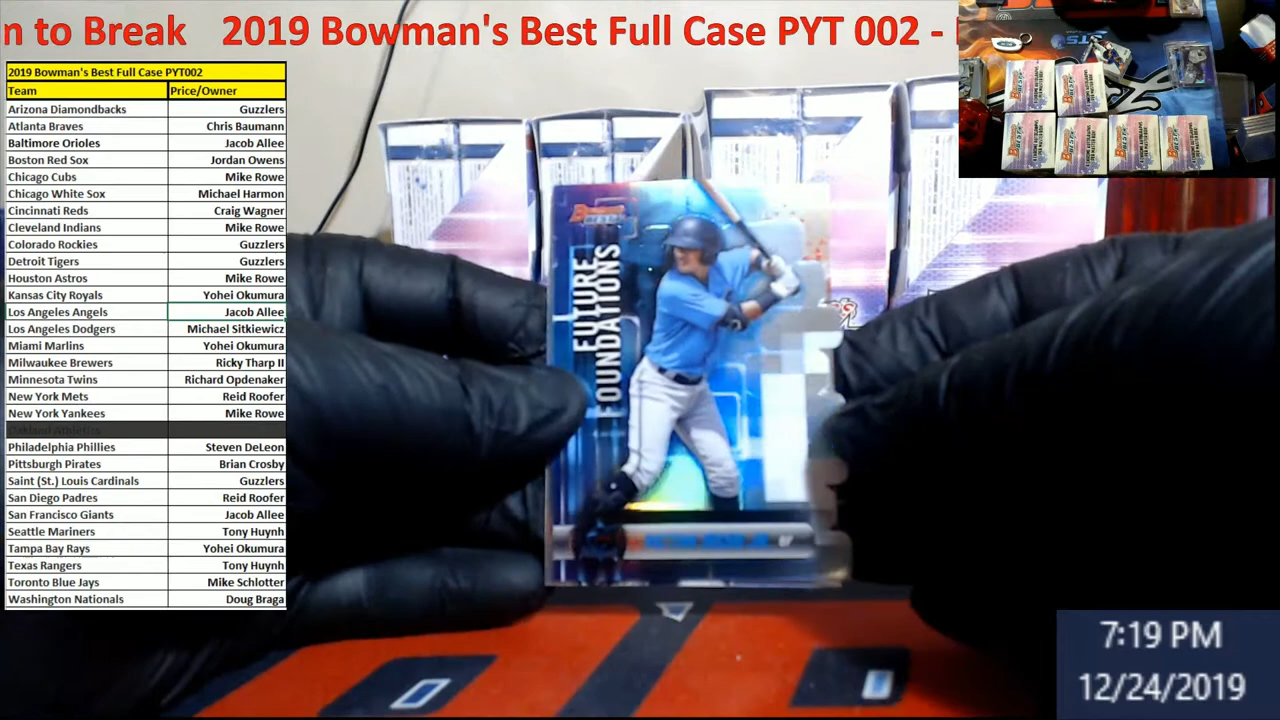 n to Break 2019 Bowman's Best Full Case PYT 002 -
2019 Bowman's Best Full Case PYT002
Team Price/Owner
Arizona Diamondbacks Guzzlers
Atlanta Braves Chris Baumann
Baltimore Orioles Jacob Allee
Boston Red Sox Jordan Owens
Chicago Cubs Mike Rowe
Chicago White Sox Michael Harmon
Cincinnati Reds Craig Wagner
Cleveland Indians Mike Rowe
Colorado Rockies Guzzlers
Detroit Tigers Guzzlers
Houston Astros Mike Rowe
Kansas City Royals Yohei Okumura
Los Angeles Angels Jacob Allee
Los Angeles Dodgers Michael Sitkiewicz
Miami Marlins Yohei Okumura
Milwaukee Brewers Ricky Tharp II
Minnesota Twins Richard Opdenaker
New York Mets Reid Roofer
New York Yankees Mike Rowe
Oakland Athletics
Philadelphia Phillies Steven DeLeon
Pittsburgh Pirates Brian Crosby
Saint (St.) Louis Cardinals Guzzlers
San Diego Padres Reid Roofer
San Francisco Giants Jacob Allee
Seattle Mariners Tony Huynh
Tampa Bay Rays Yohei Okumura
Texas Rangers Tony Huynh
Toronto Blue Jays Mike Schlotter
Washington Nationals Doug Braga
FUTURE
FOUNDATIONS
7:19 PM
12/24/2019